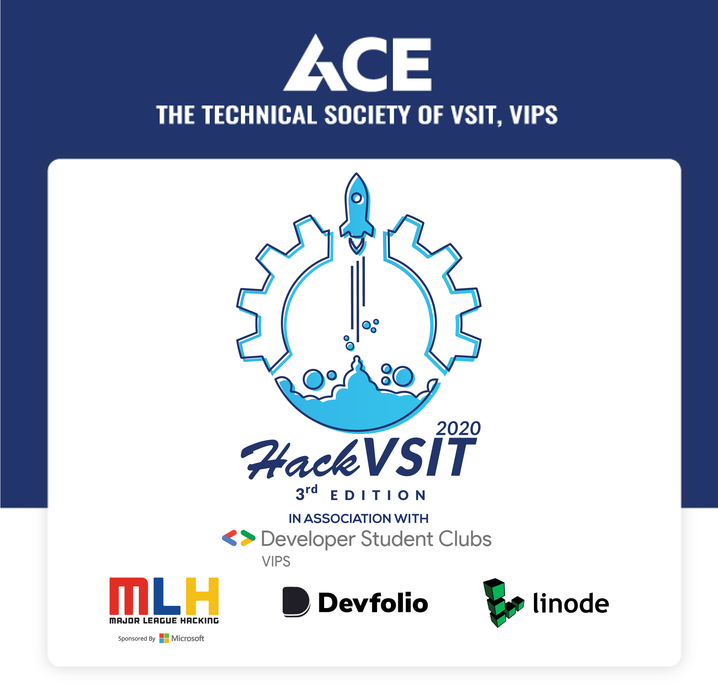 ACE
THE TECHNICAL SOCIETY OF VSIT, VIPS
2020
HackVSIT
3rd EDITION
IN ASSOCIATION WITH
Developer Student Clubs
VIPS
MLH
MAJOR LEAGUE HACKING
Sponsored By Microsoft
Devfolio
linode